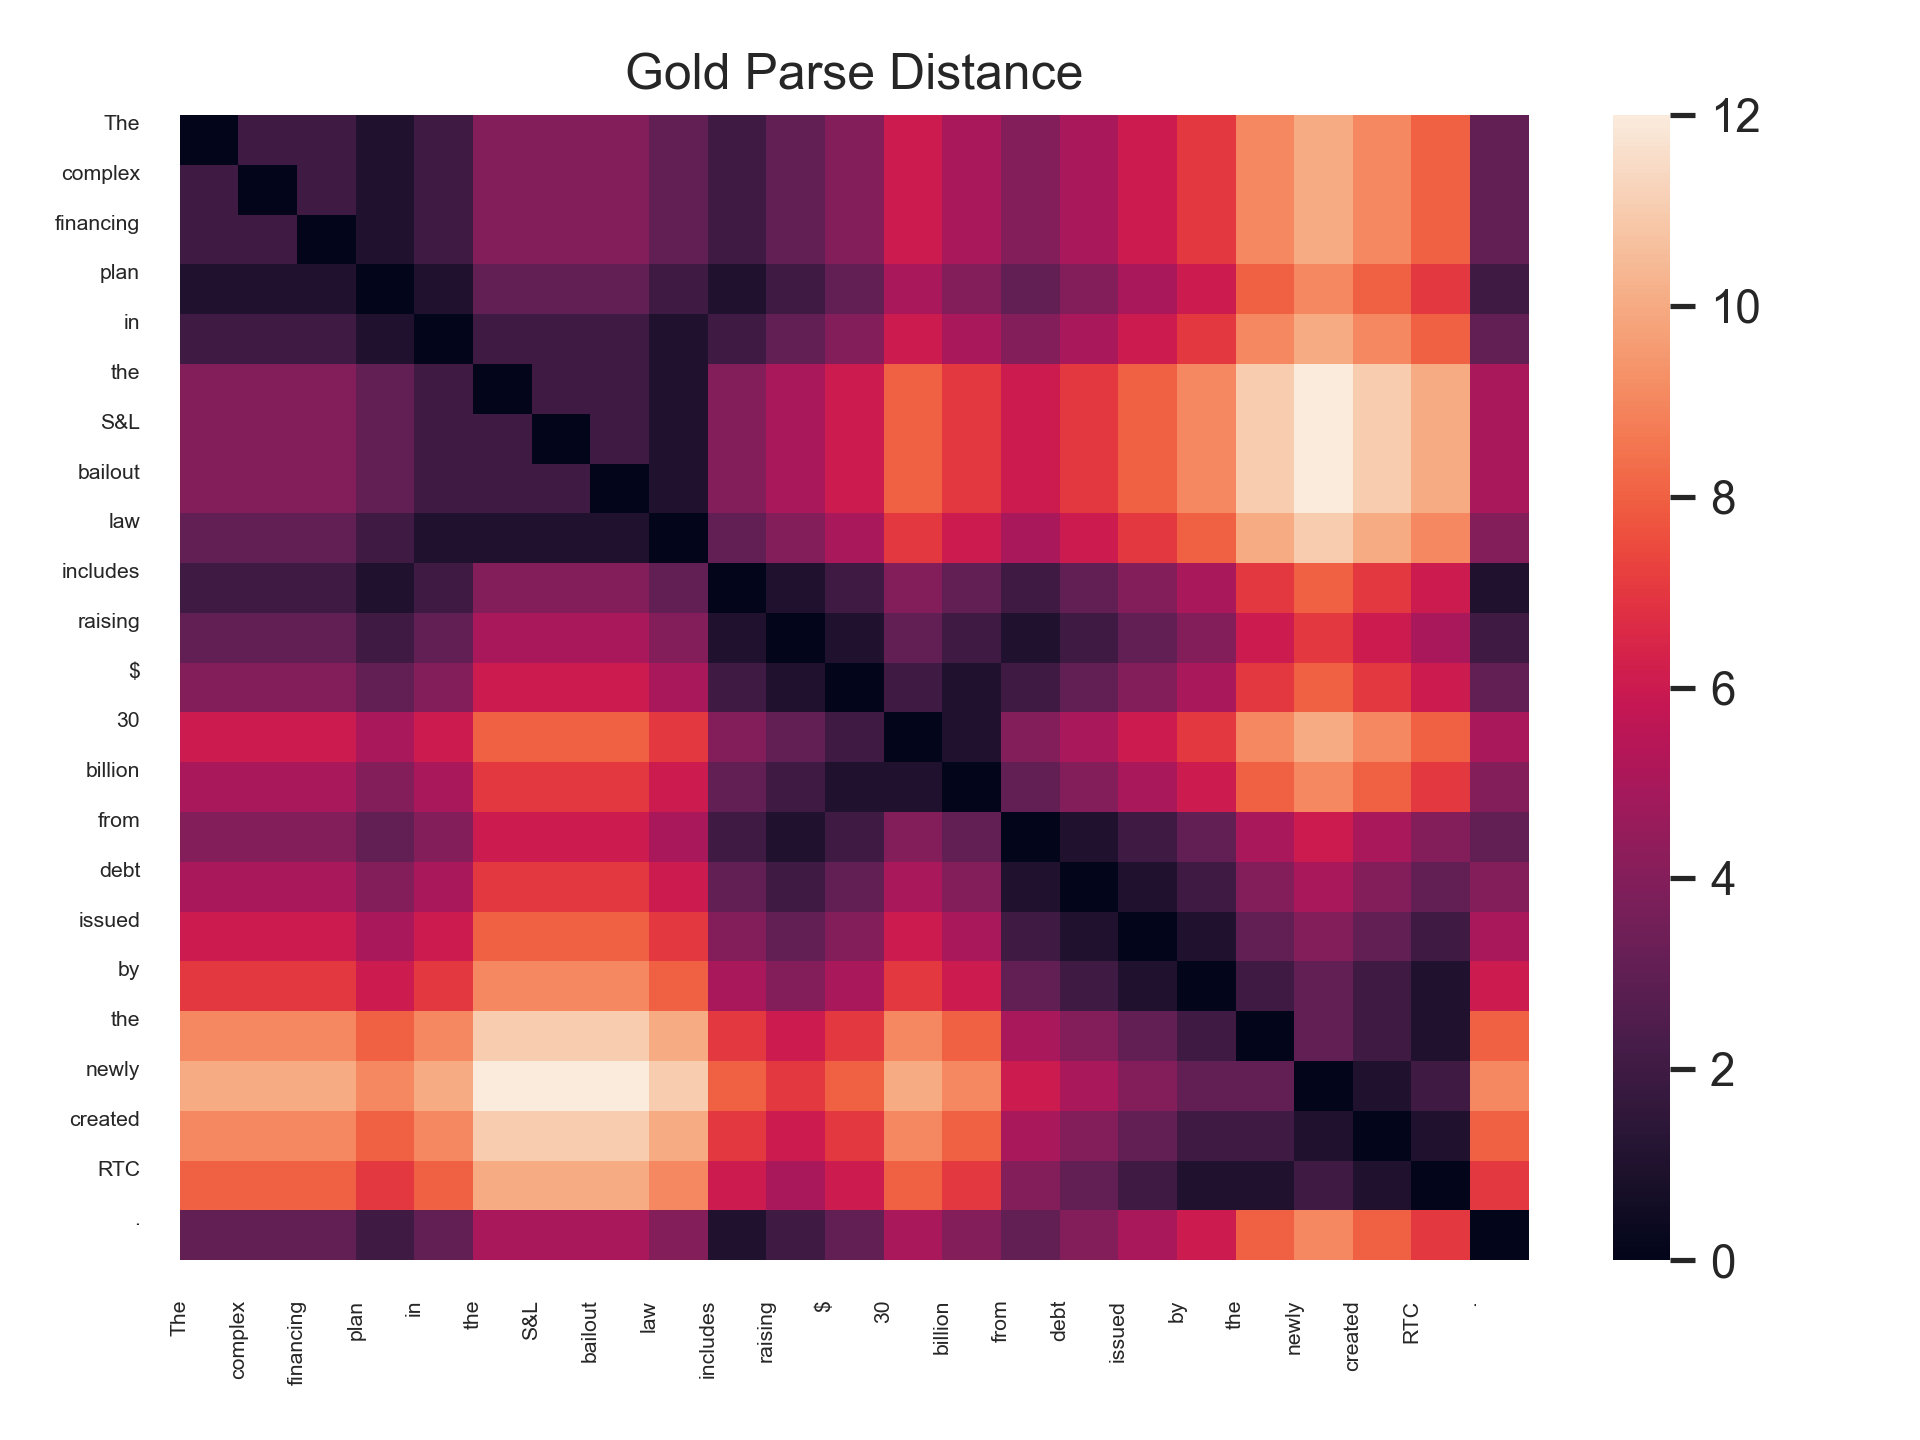 Gold Parse Distance
The
complex
financing
plan
in
the
S&L
bailout
law
includes
raising
$
30
billion
from
debt
issued
by
the
newly
created
RTC
.
The
complex
financing
plan
in
the
S&L
bailout
law
includes
raising
$
30
billion
from
debt
issued
by
the
newly
created
RTC
.
12
10
8
6
4
2
0